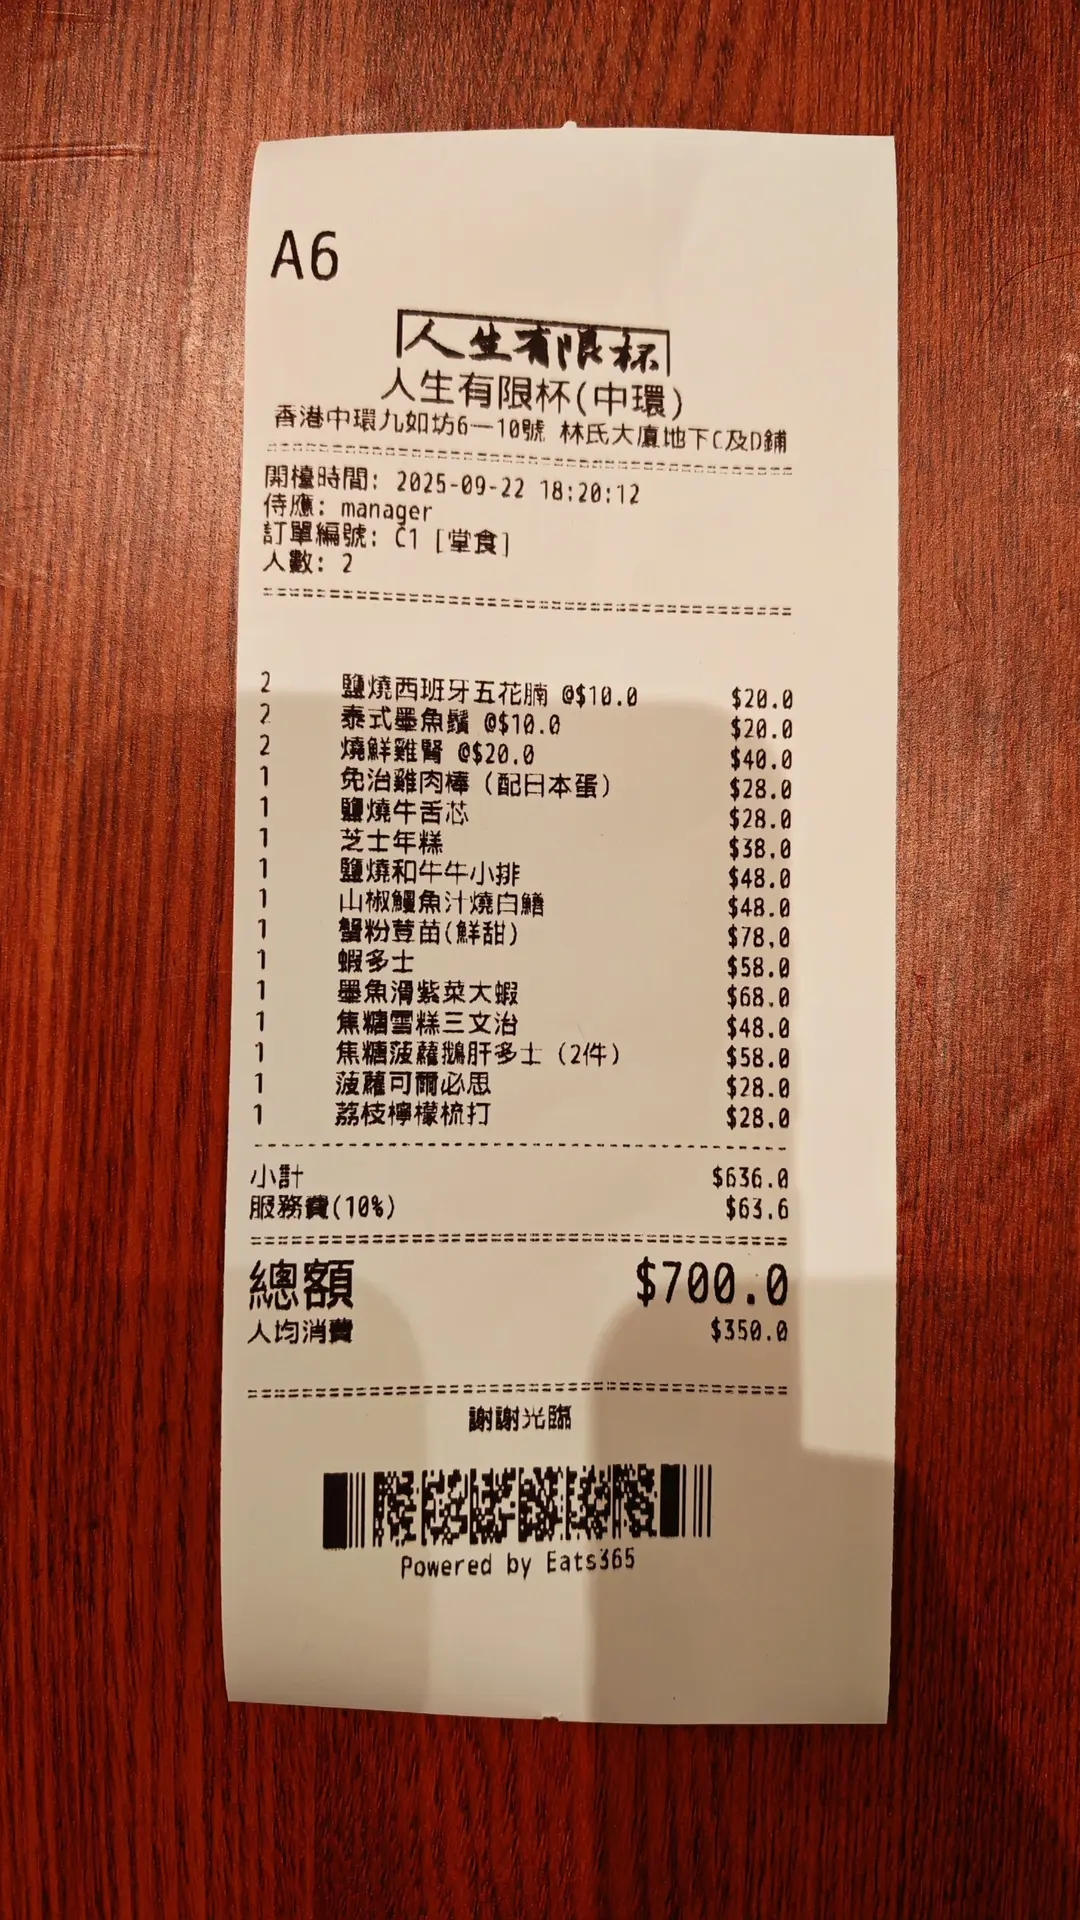 A6
人生有限杯
人生有限杯(中環)
香港中環九如坊6—10號 林氏大廈地下C及D鋪
開檯時間: 2025-09-22 18:20:12
侍應: manager
訂單編號: C1 [堂食]
人數: 2
2 鹽燒西班牙五花腩 @$10.0 $20.0
2 泰式墨魚鬚 @$10.0 $20.0
2 燒鮮雞腎 @$20.0 $40.0
1 免治雞肉棒（配日本蛋） $28.0
1 鹽燒牛舌芯 $28.0
1 芝士年糕 $38.0
1 鹽燒和牛牛小排 $48.0
1 山椒鰻魚汁燒白鱔 $48.0
1 蟹粉荳苗(鮮甜) $78.0
1 蝦多士 $58.0
1 墨魚滑紫菜大蝦 $68.0
1 焦糖雪糕三文治 $48.0
1 焦糖菠蘿鵝肝多士（2件） $58.0
1 菠蘿可爾必思 $28.0
1 荔枝檸檬梳打 $28.0
小計 $636.0
服務費(10%) $63.6
總額 $700.0
人均消費 $350.0
謝謝光臨
Powered by Eats365